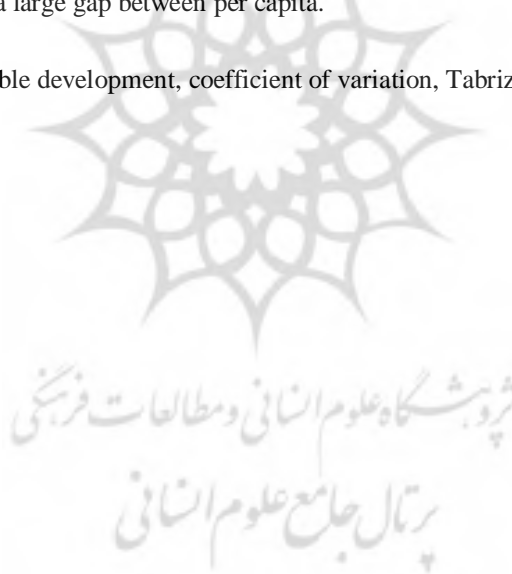 a large gap between per capita.
ble development, coefficient of variation, Tabriz
پژوهشگاه علوم انسانی و مطالعات فرهنگی
پرتال جامع علوم انسانی